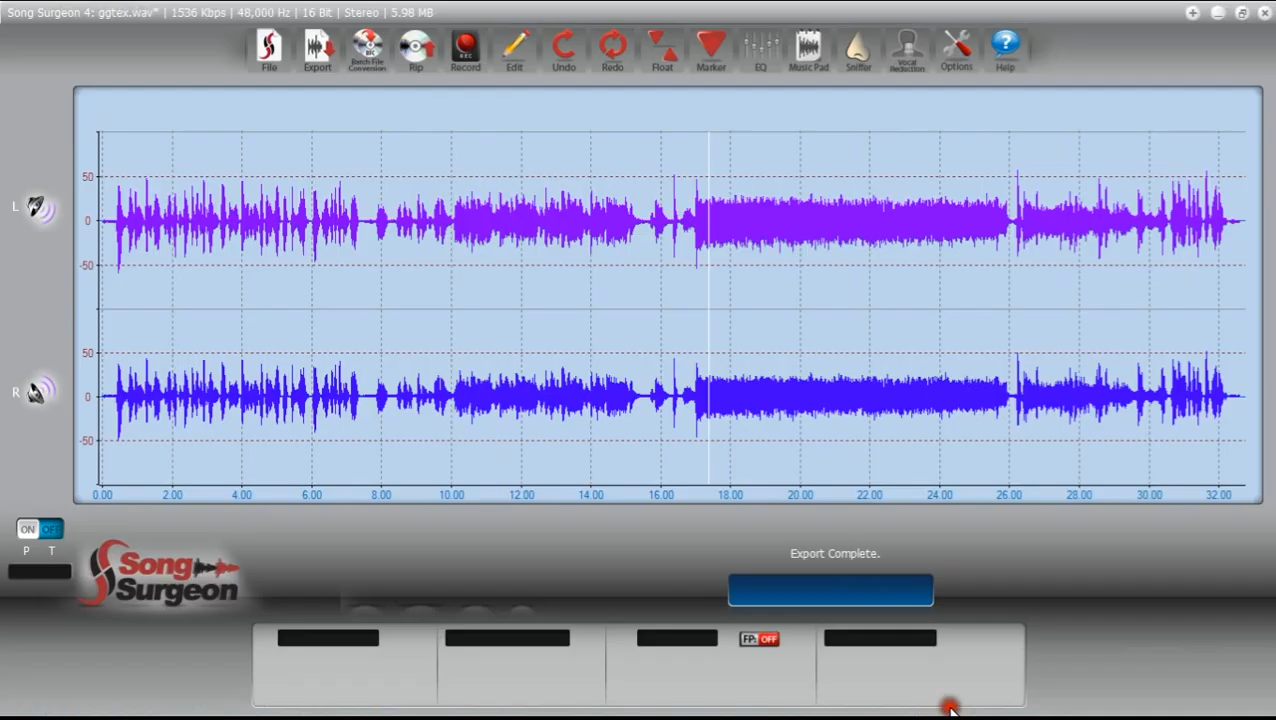 Song Surgeon 4: ggtex.wav* | 1536 Kbps | 48,000 Hz | 16 Bit | Stereo | 5.98 MB
File
Export
REC
Batch File
Conversion
Rip
REC
Record
Edit
Undo
Redo
Float
Marker
EQ
Music Pad
Sniffer
Vocal
Reduction
Options
?
Help
L
50
0
-50
R
50
0
-50
0.00 2.00 4.00 6.00 8.00 10.00 12.00 14.00 16.00 18.00 20.00 22.00 24.00 26.00 28.00 30.00 32.00
ON OFF
P T
Song
Surgeon
Export Complete.
FP: OFF